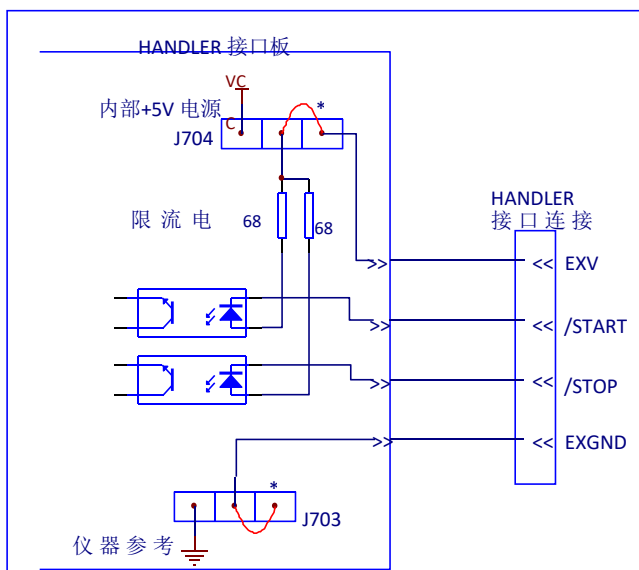 HANDLER 接口板
VC
C
内部+5V 电源
*
J704
限 流 电
68
68
HANDLER
接 口 连 接
>>
<< EXV
>>
<< /START
>>
<< /STOP
>>
<< EXGND
*
J703
仪 器 参 考